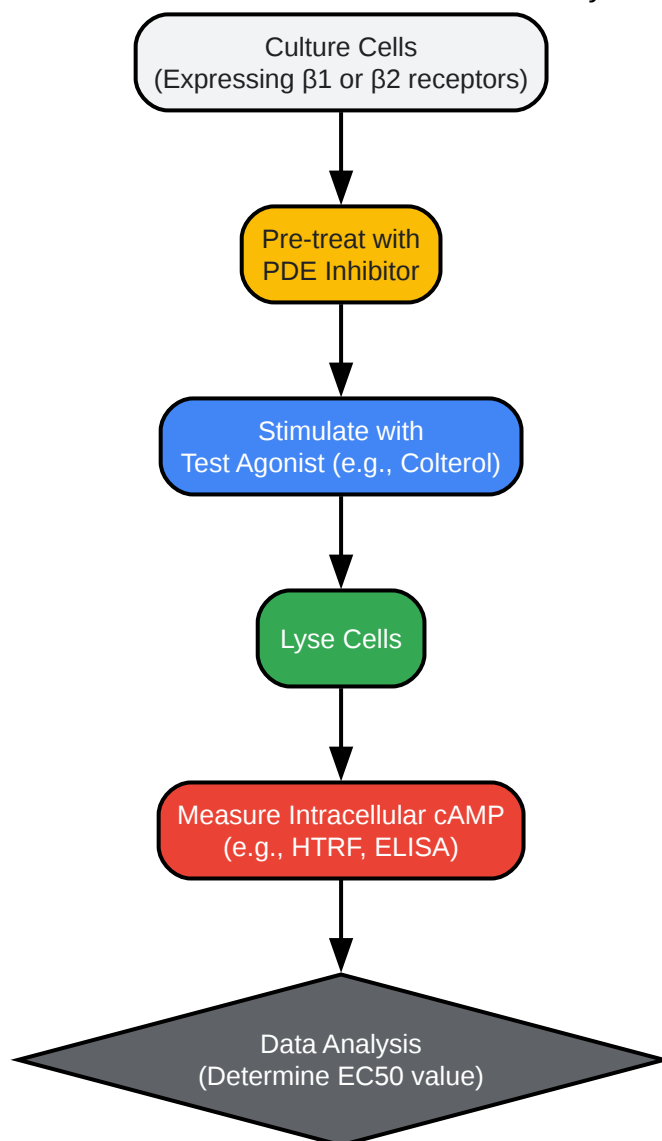 Culture Cells
(Expressing β1 or β2 receptors)
Pre-treat with
PDE Inhibitor
Stimulate with
Test Agonist (e.g., Colterol)
Lyse Cells
Measure Intracellular cAMP
(e.g., HTRF, ELISA)
Data Analysis
(Determine EC50 value)